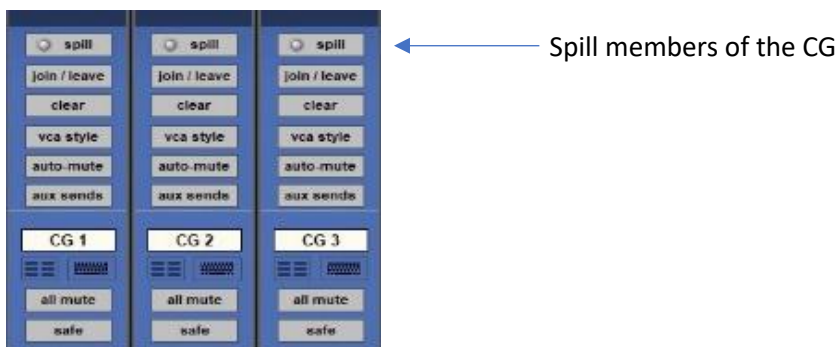 spill spill spill Spill members of the CG
join / leave join / leave join / leave
clear clear clear
vca style vca style vca style
auto-mute auto-mute auto-mute
aux sends aux sends aux sends
CG 1 CG 2 CG 3
all mute all mute all mute
safe safe safe